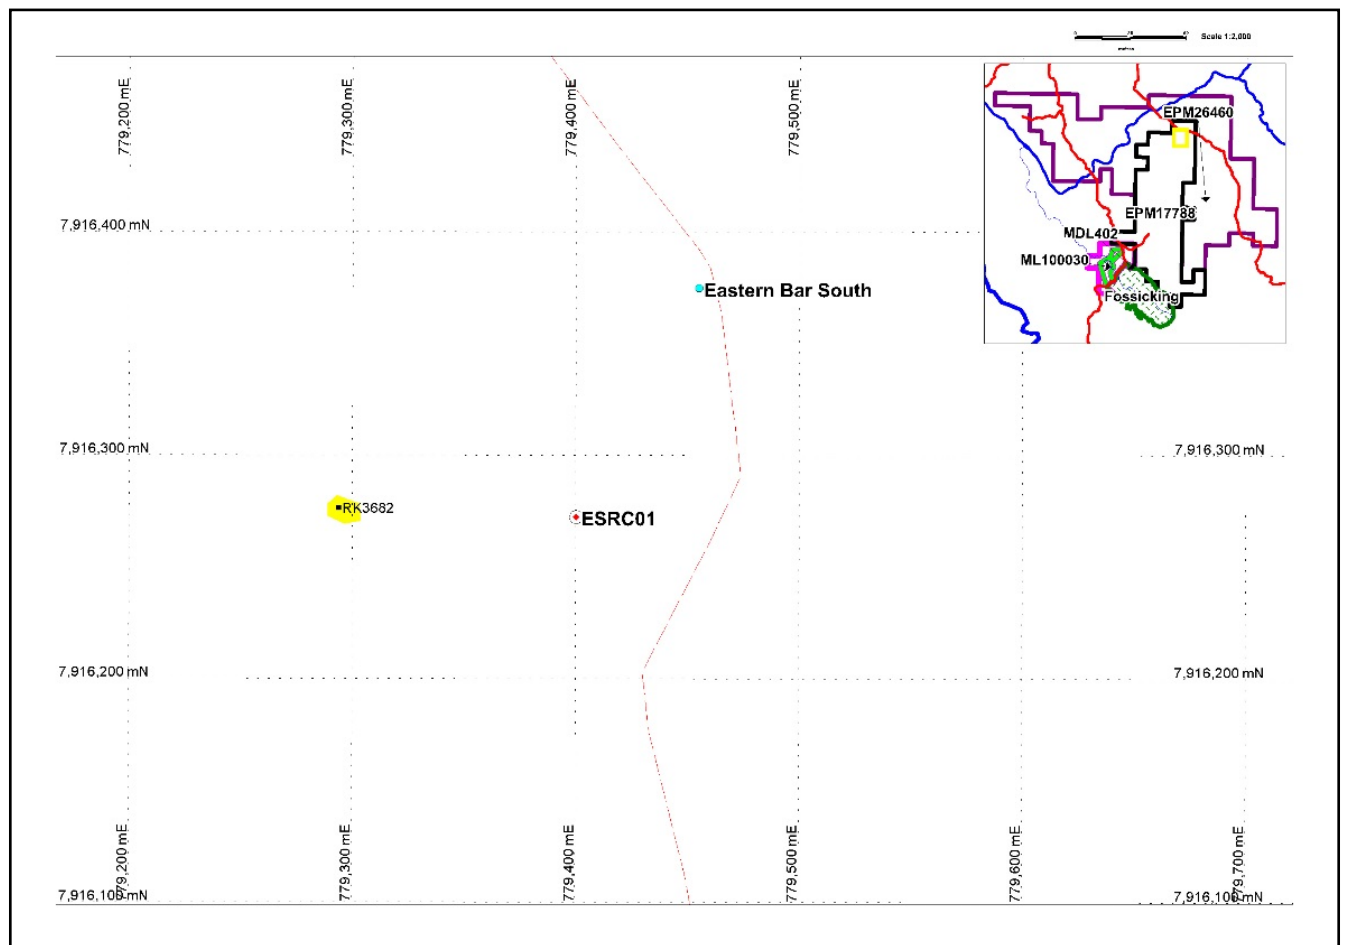 Scale 1:2,000
metres
779,200 mE
779,300 mE
779,400 mE
779,500 mE
EPM26460
EPM17788
MDL402
ML100030
Fossicking
7,916,400 mN
Eastern Bar South
7,916,300 mN
7,916,300 mN
RK3682
ESRC01
7,916,200 mN
7,916,200 mN
779,200 mE
779,300 mE
779,400 mE
779,500 mE
779,600 mE
779,700 mE
7,916,100 mN
7,916,100 mN